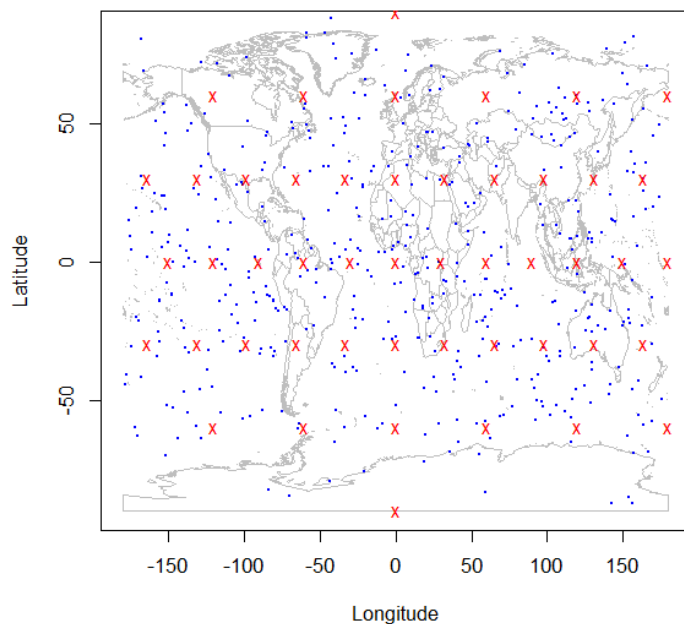 50
0
-50
Latitude
-150 -100 -50 0 50 100 150
Longitude
X
X X X X X X
X X X X X X X X X X X
X X X X X X X X X X X X
X X X X X X X X X X X
X X X X X X
X